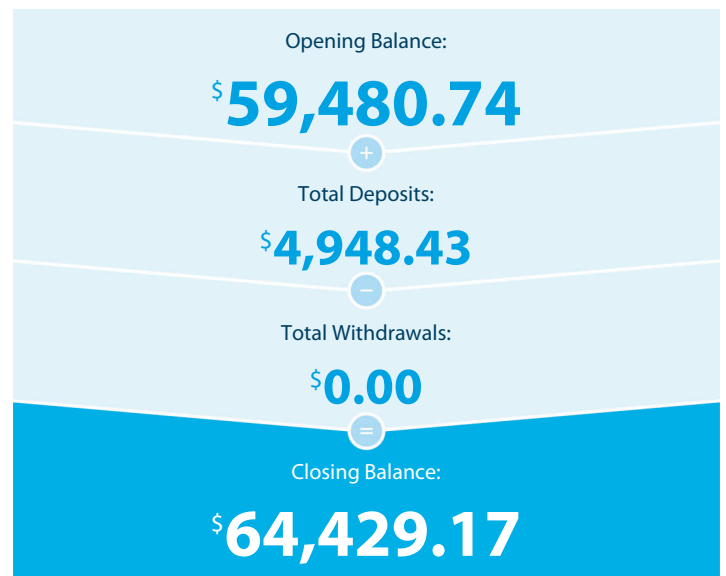 Opening Balance:
$59,480.74
+
Total Deposits:
$4,948.43
−
Total Withdrawals:
$0.00
=
Closing Balance:
$64,429.17